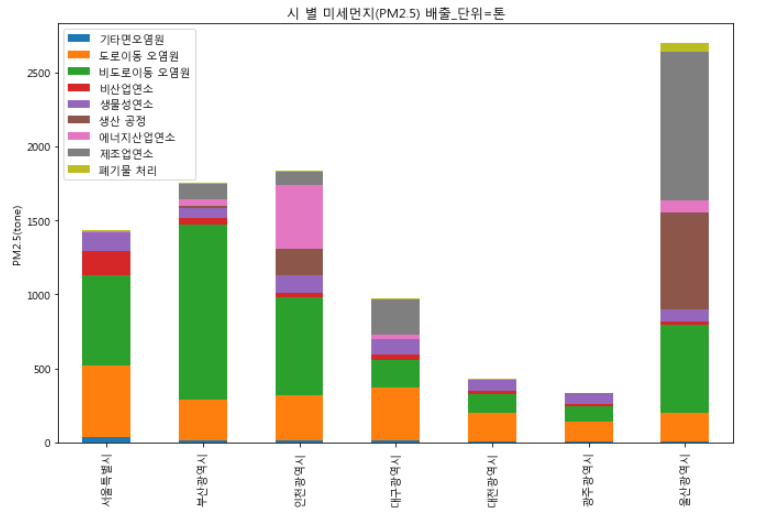 시 별 미세먼지(PM2.5) 배출_단위=톤
기타면오염원
도로이동 오염원
비도로이동 오염원
비산업연소
생물성연소
생산 공정
에너지산업연소
제조업연소
폐기물 처리
PM2.5(tone)
2500
2000
1500
1000
500
0
서울특별시
부산광역시
인천광역시
대구광역시
대전광역시
광주광역시
울산광역시